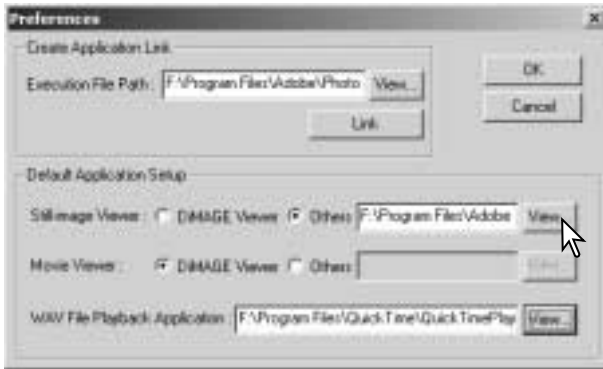 Preferences
Create Application Link
Execution File Path : F:\Program Files\Adobe\Photo View...
Link
OK
Cancel
Default Application Setup
Still-image Viewer : DiMAGE Viewer Others F:\Program Files\Adobe View...
Movie Viewer : DiMAGE Viewer Others View...
WAV File Playback Application : F:\Program Files\QuickTime\QuickTimePlay View...